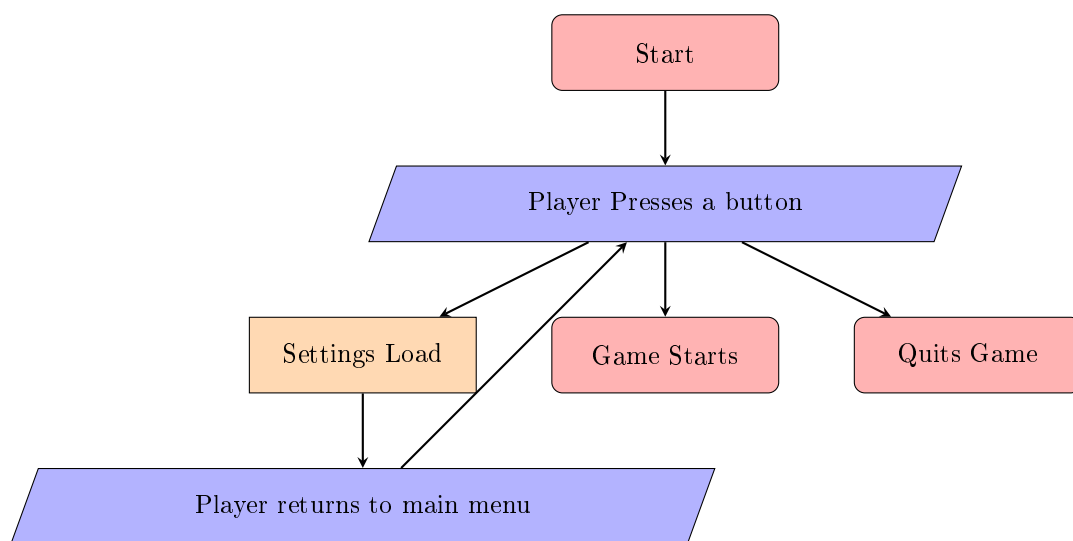 Start
Player Presses a button
Settings Load
Game Starts
Quits Game
Player returns to main menu